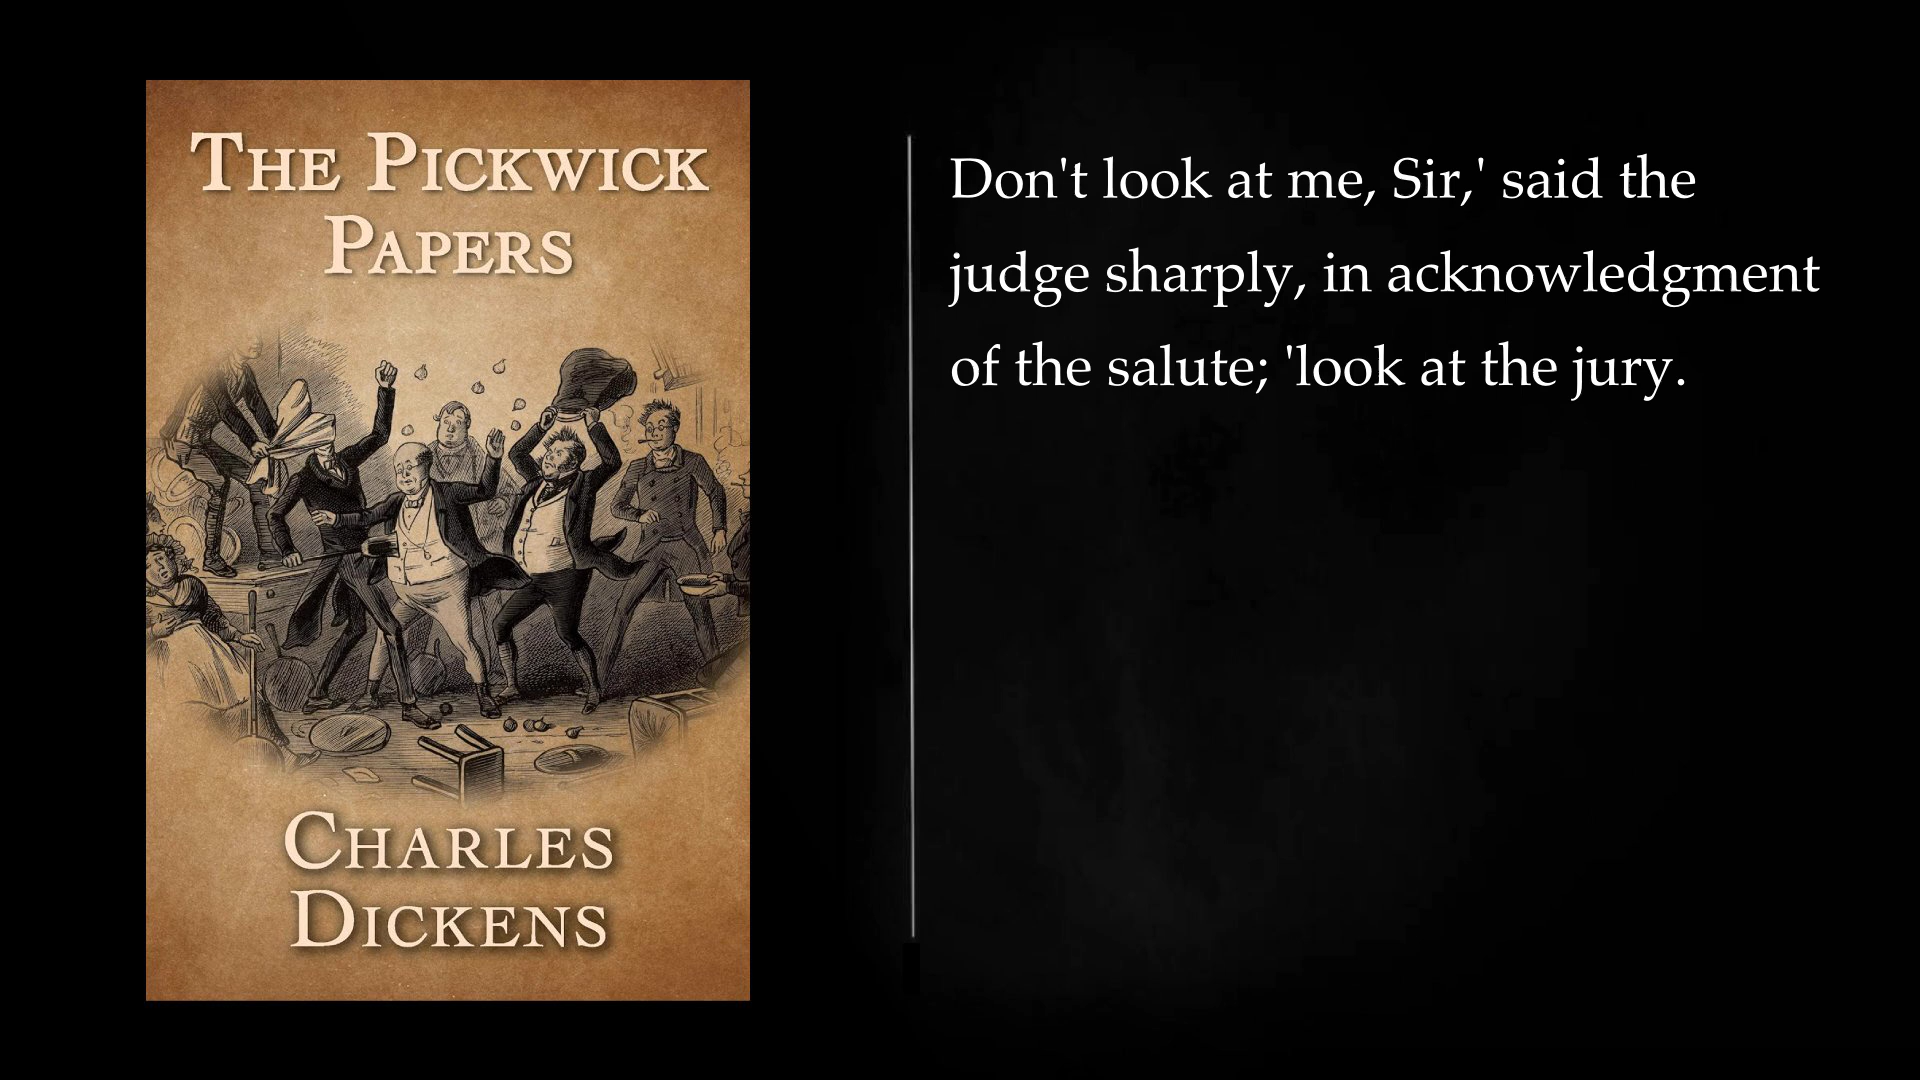 THE PICKWICK
PAPERS
CHARLES
DICKENS
Don't look at me, Sir,' said the
judge sharply, in acknowledgment
of the salute; 'look at the jury.